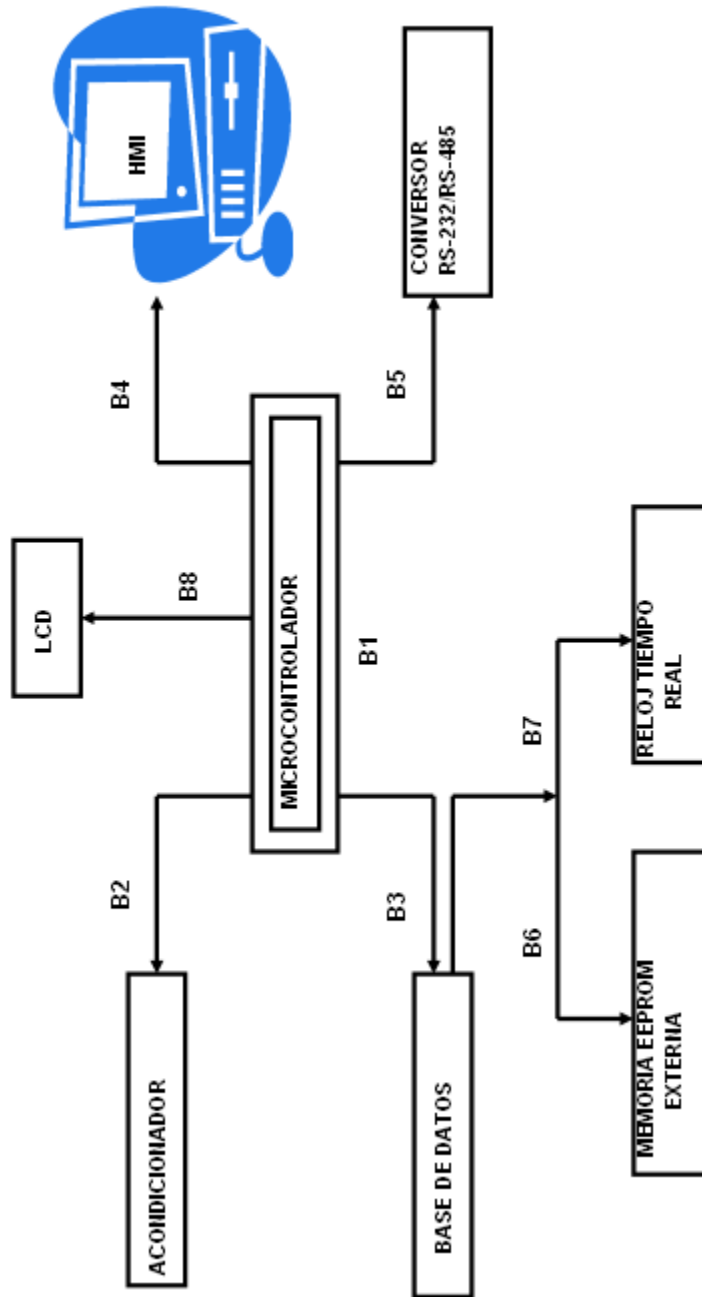 LCD
B2
B4
HMI
ACONDICIONADOR
B8
MICROCONTROLADOR
B1
B3
B5
CONVERSOR
RS-232/RS-485
BASE DE DATOS
B6
B7
MEMORIA EEPROM
EXTERNA
RELOJ TIEMPO
REAL